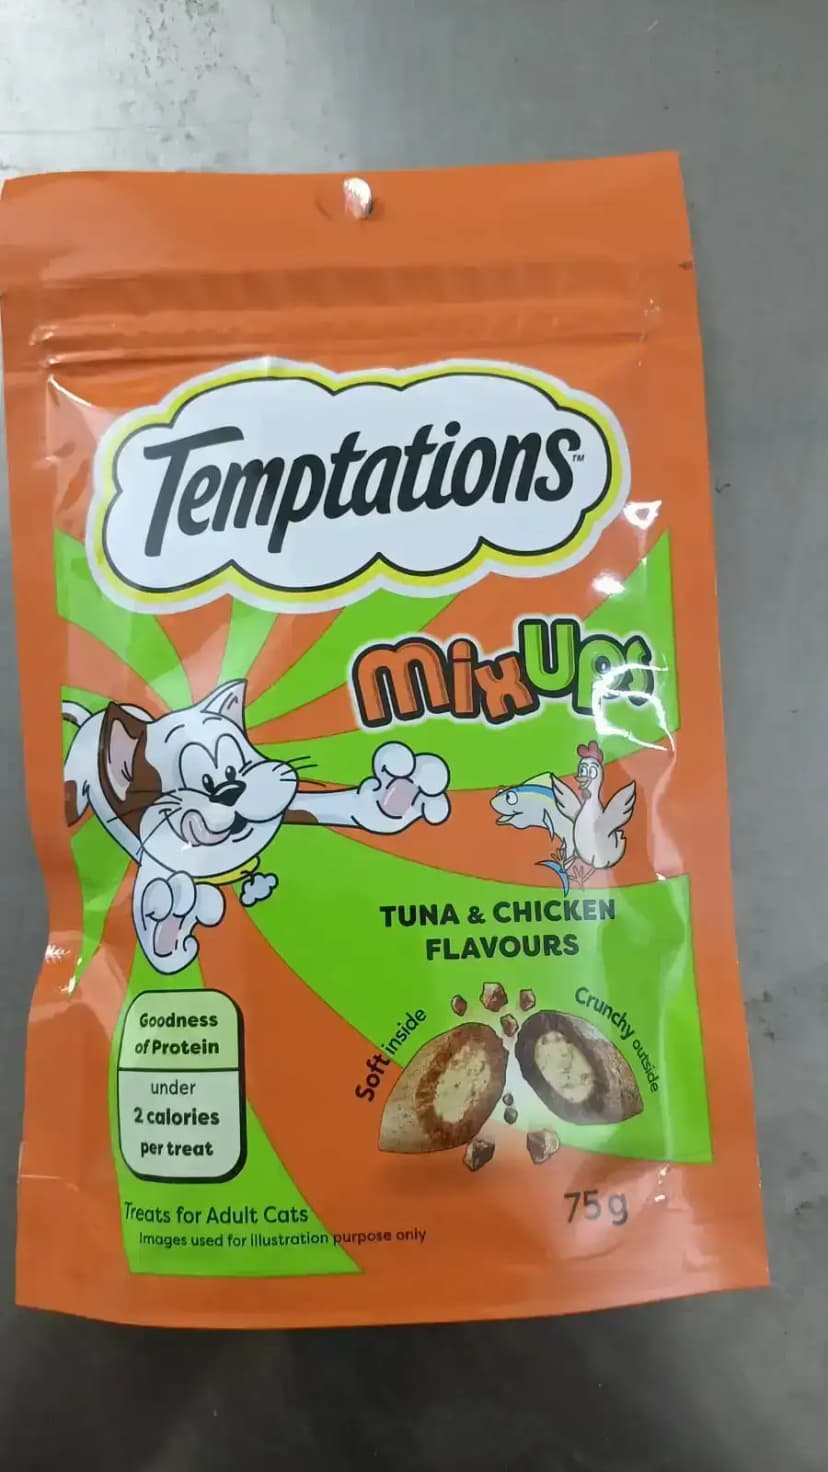 Temptations™
MixUps
TUNA & CHICKEN
FLAVOURS
Soft inside
Crunchy outside
Goodness
of Protein
under
2 calories
per treat
Treats for Adult Cats
Images used for illustration purpose only
75g